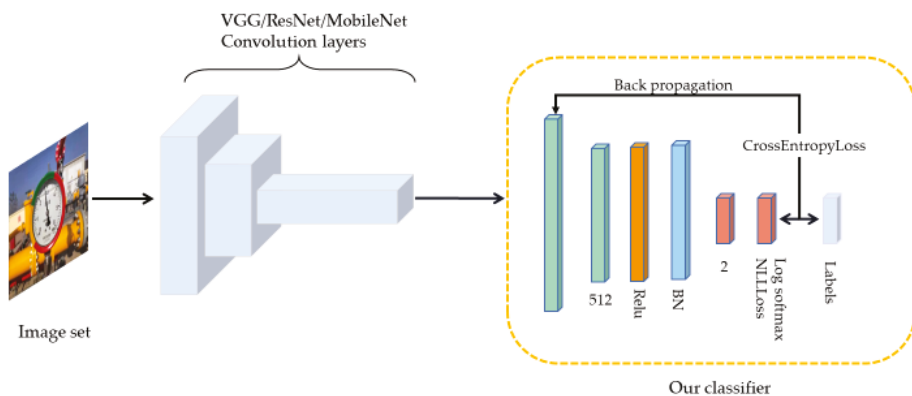 VGG/ResNet/MobileNet
Convolution layers
Back propagation
CrossEntropyLoss
512
Relu
BN
2
Log softmax
NLLLoss
Labels
Image set
Our classifier